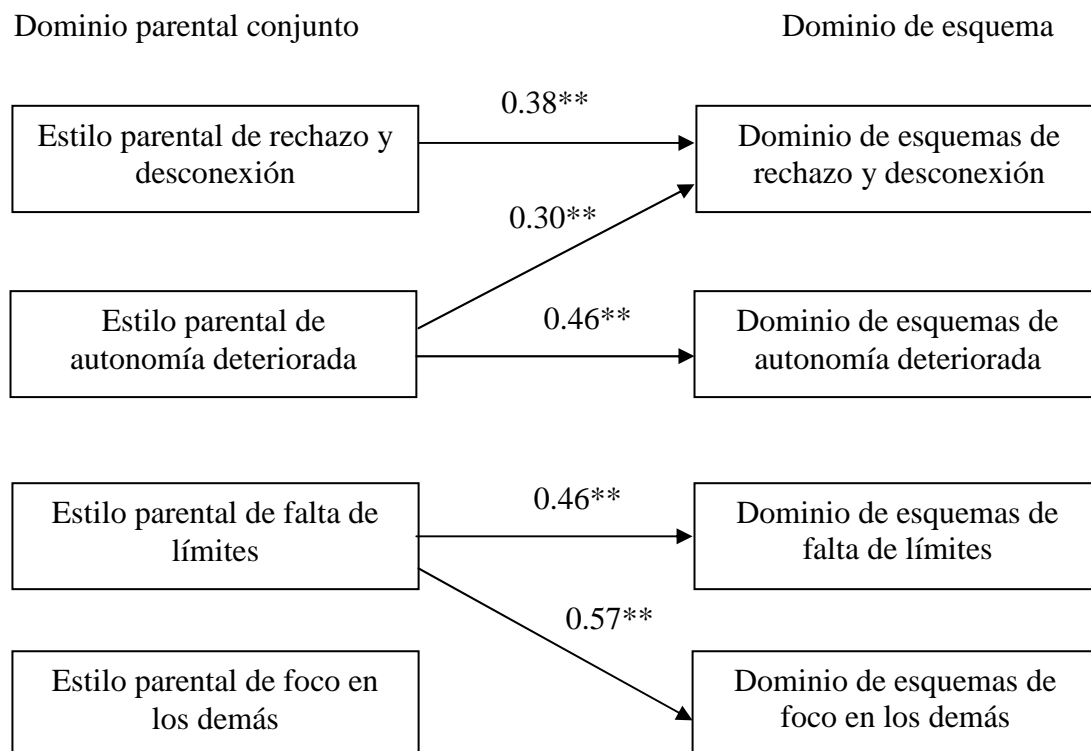 Dominio parental conjunto
Dominio de esquema
0.38**
Estilo parental de rechazo y
desconexión
Dominio de esquemas de
rechazo y desconexión
0.30**
Estilo parental de
autonomía deteriorada
0.46**
Dominio de esquemas de
autonomía deteriorada
Estilo parental de falta de
límites
0.46**
Dominio de esquemas de
falta de límites
0.57**
Estilo parental de foco en
los demás
Dominio de esquemas de
foco en los demás